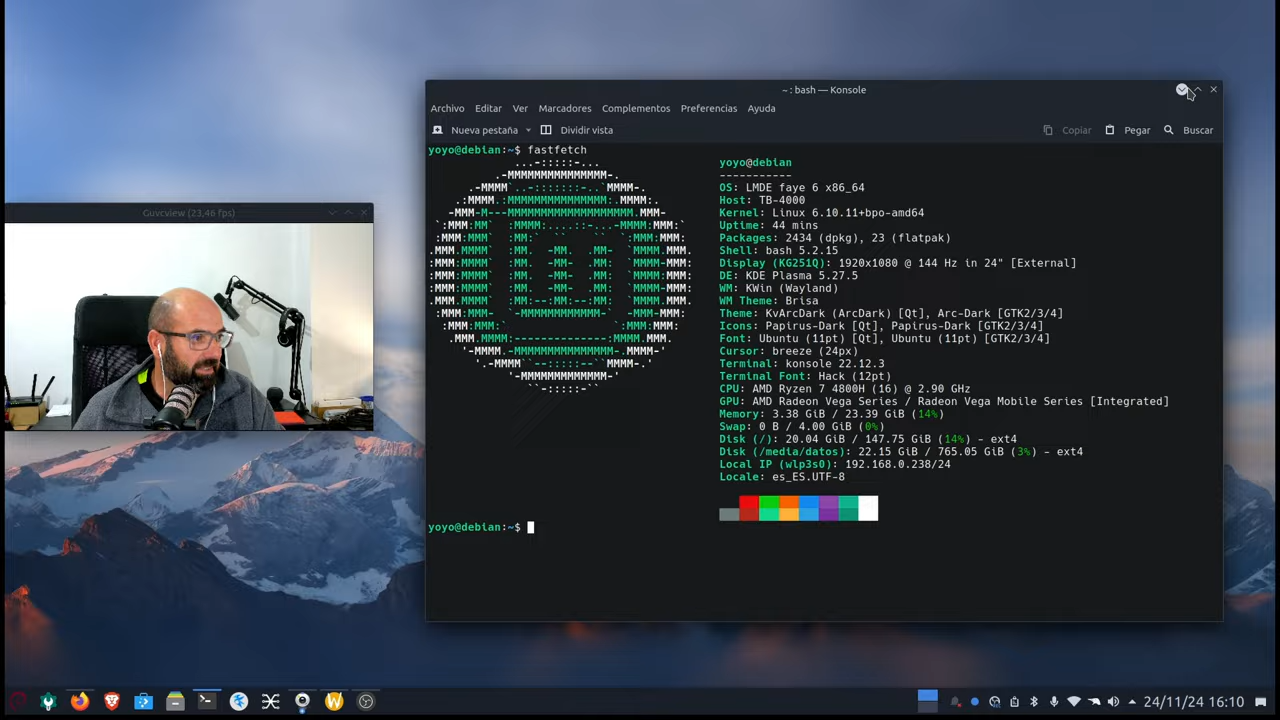 ~ : bash — Konsole
Archivo Editar Ver Marcadores Complementos Preferencias Ayuda
Nueva pestaña Dividir vista Copiar Pegar Buscar
yoyo@debian:~$ fastfetch
yoyo@debian
-----------
OS: LMDE faye 6 x86_64
Host: TB-4000
Kernel: Linux 6.10.11+bpo-amd64
Uptime: 44 mins
Packages: 2434 (dpkg), 23 (flatpak)
Shell: bash 5.2.15
Display (KG251Q): 1920x1080 @ 144 Hz in 24" [External]
DE: KDE Plasma 5.27.5
WM: KWin (Wayland)
WM Theme: Brisa
Theme: KvArcDark (ArcDark) [Qt], Arc-Dark [GTK2/3/4]
Icons: Papirus-Dark [Qt], Papirus-Dark [GTK2/3/4]
Font: Ubuntu (11pt) [Qt], Ubuntu (11pt) [GTK2/3/4]
Cursor: breeze (24px)
Terminal: konsole 22.12.3
Terminal Font: Hack (12pt)
CPU: AMD Ryzen 7 4800H (16) @ 2.90 GHz
GPU: AMD Radeon Vega Series / Radeon Vega Mobile Series [Integrated]
Memory: 3.38 GiB / 23.39 GiB (14%)
Swap: 0 B / 4.00 GiB (0%)
Disk (/): 20.04 GiB / 147.75 GiB (14%) - ext4
Disk (/media/datos): 22.15 GiB / 765.05 GiB (3%) - ext4
Local IP (wlp3s0): 192.168.0.238/24
Locale: es_ES.UTF-8
yoyo@debian:~$
Guvcview (23,46 fps)
24/11/24 16:10